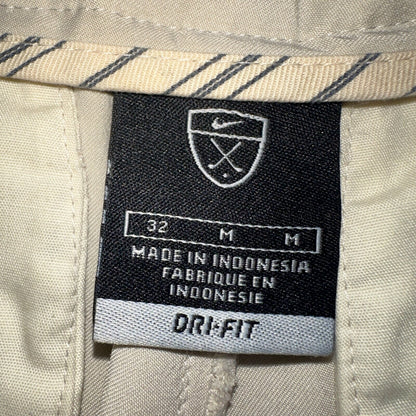 32 M M
MADE IN INDONESIA
FABRIQUE EN
INDONESIE
DRI-FIT